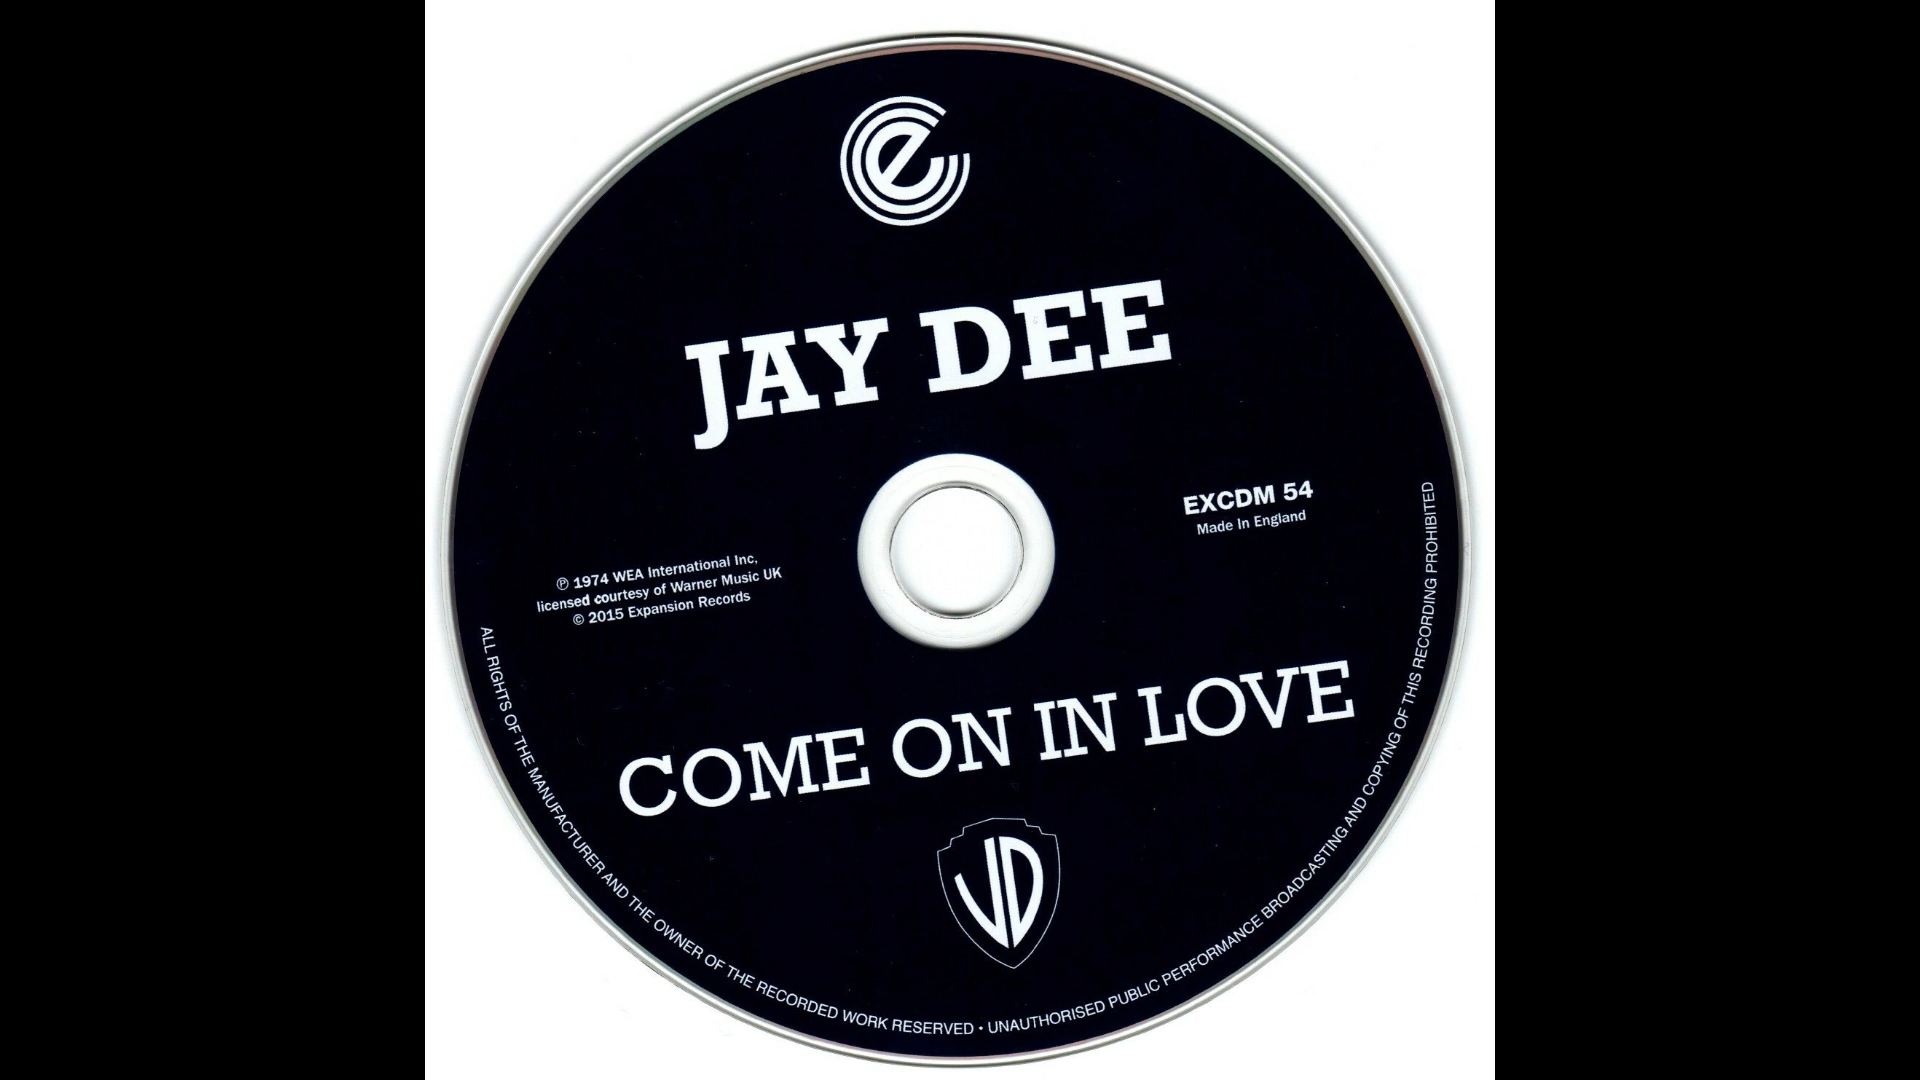 e
JAY DEE
EXCDM 54
Made In England
℗ 1974 WEA International Inc,
licensed courtesy of Warner Music UK
© 2015 Expansion Records
COME ON IN LOVE
JD
ALL RIGHTS OF THE MANUFACTURER AND THE OWNER OF THE RECORDED WORK RESERVED • UNAUTHORISED PUBLIC PERFORMANCE BROADCASTING AND COPYING OF THIS RECORDING PROHIBITED